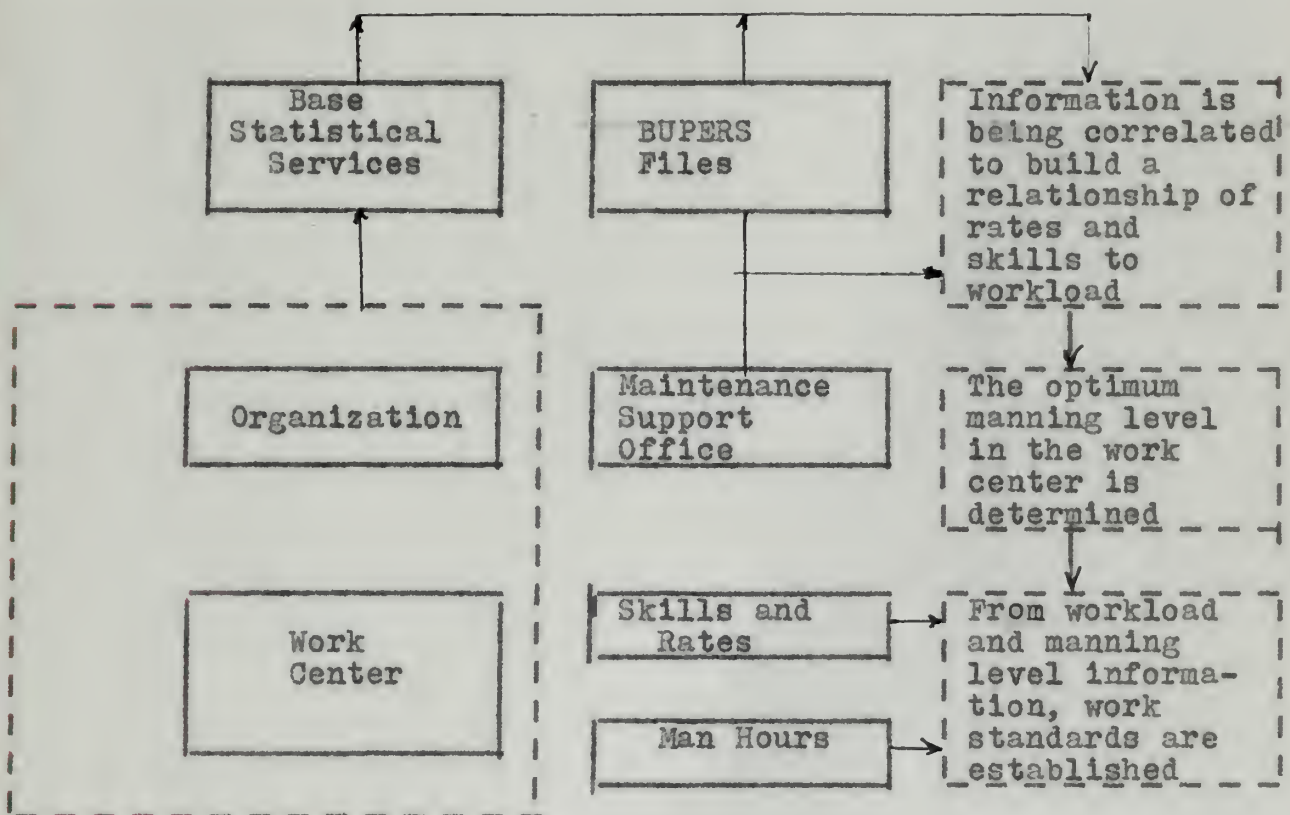 Base
Statistical
Services
BUPERS
Files
Information is
being correlated
to build a
relationship of
rates and
skills to
workload
Organization
Maintenance
Support
Office
The optimum
manning level
in the work
center is
determined
Work
Center
Skills and
Rates
Man Hours
From workload
and manning
level informa-
tion, work
standards are
established